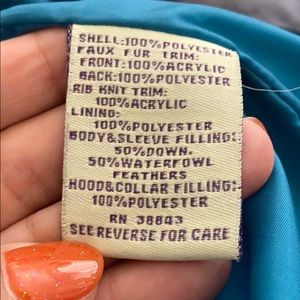 SHELL:100%POLYESTER
FAUX FUR TRIM:
FRONT:100%ACRYLIC
BACK:100%POLYESTER
RIB KNIT TRIM:
100%ACRYLIC
LINING:
100%POLYESTER
BODY&SLEEVE FILLING:
50%DOWN.
50%WATERFOWL
FEATHERS
HOOD&COLLAR FILLING:
100%POLYESTER
RN 38843
SEE REVERSE FOR CARE